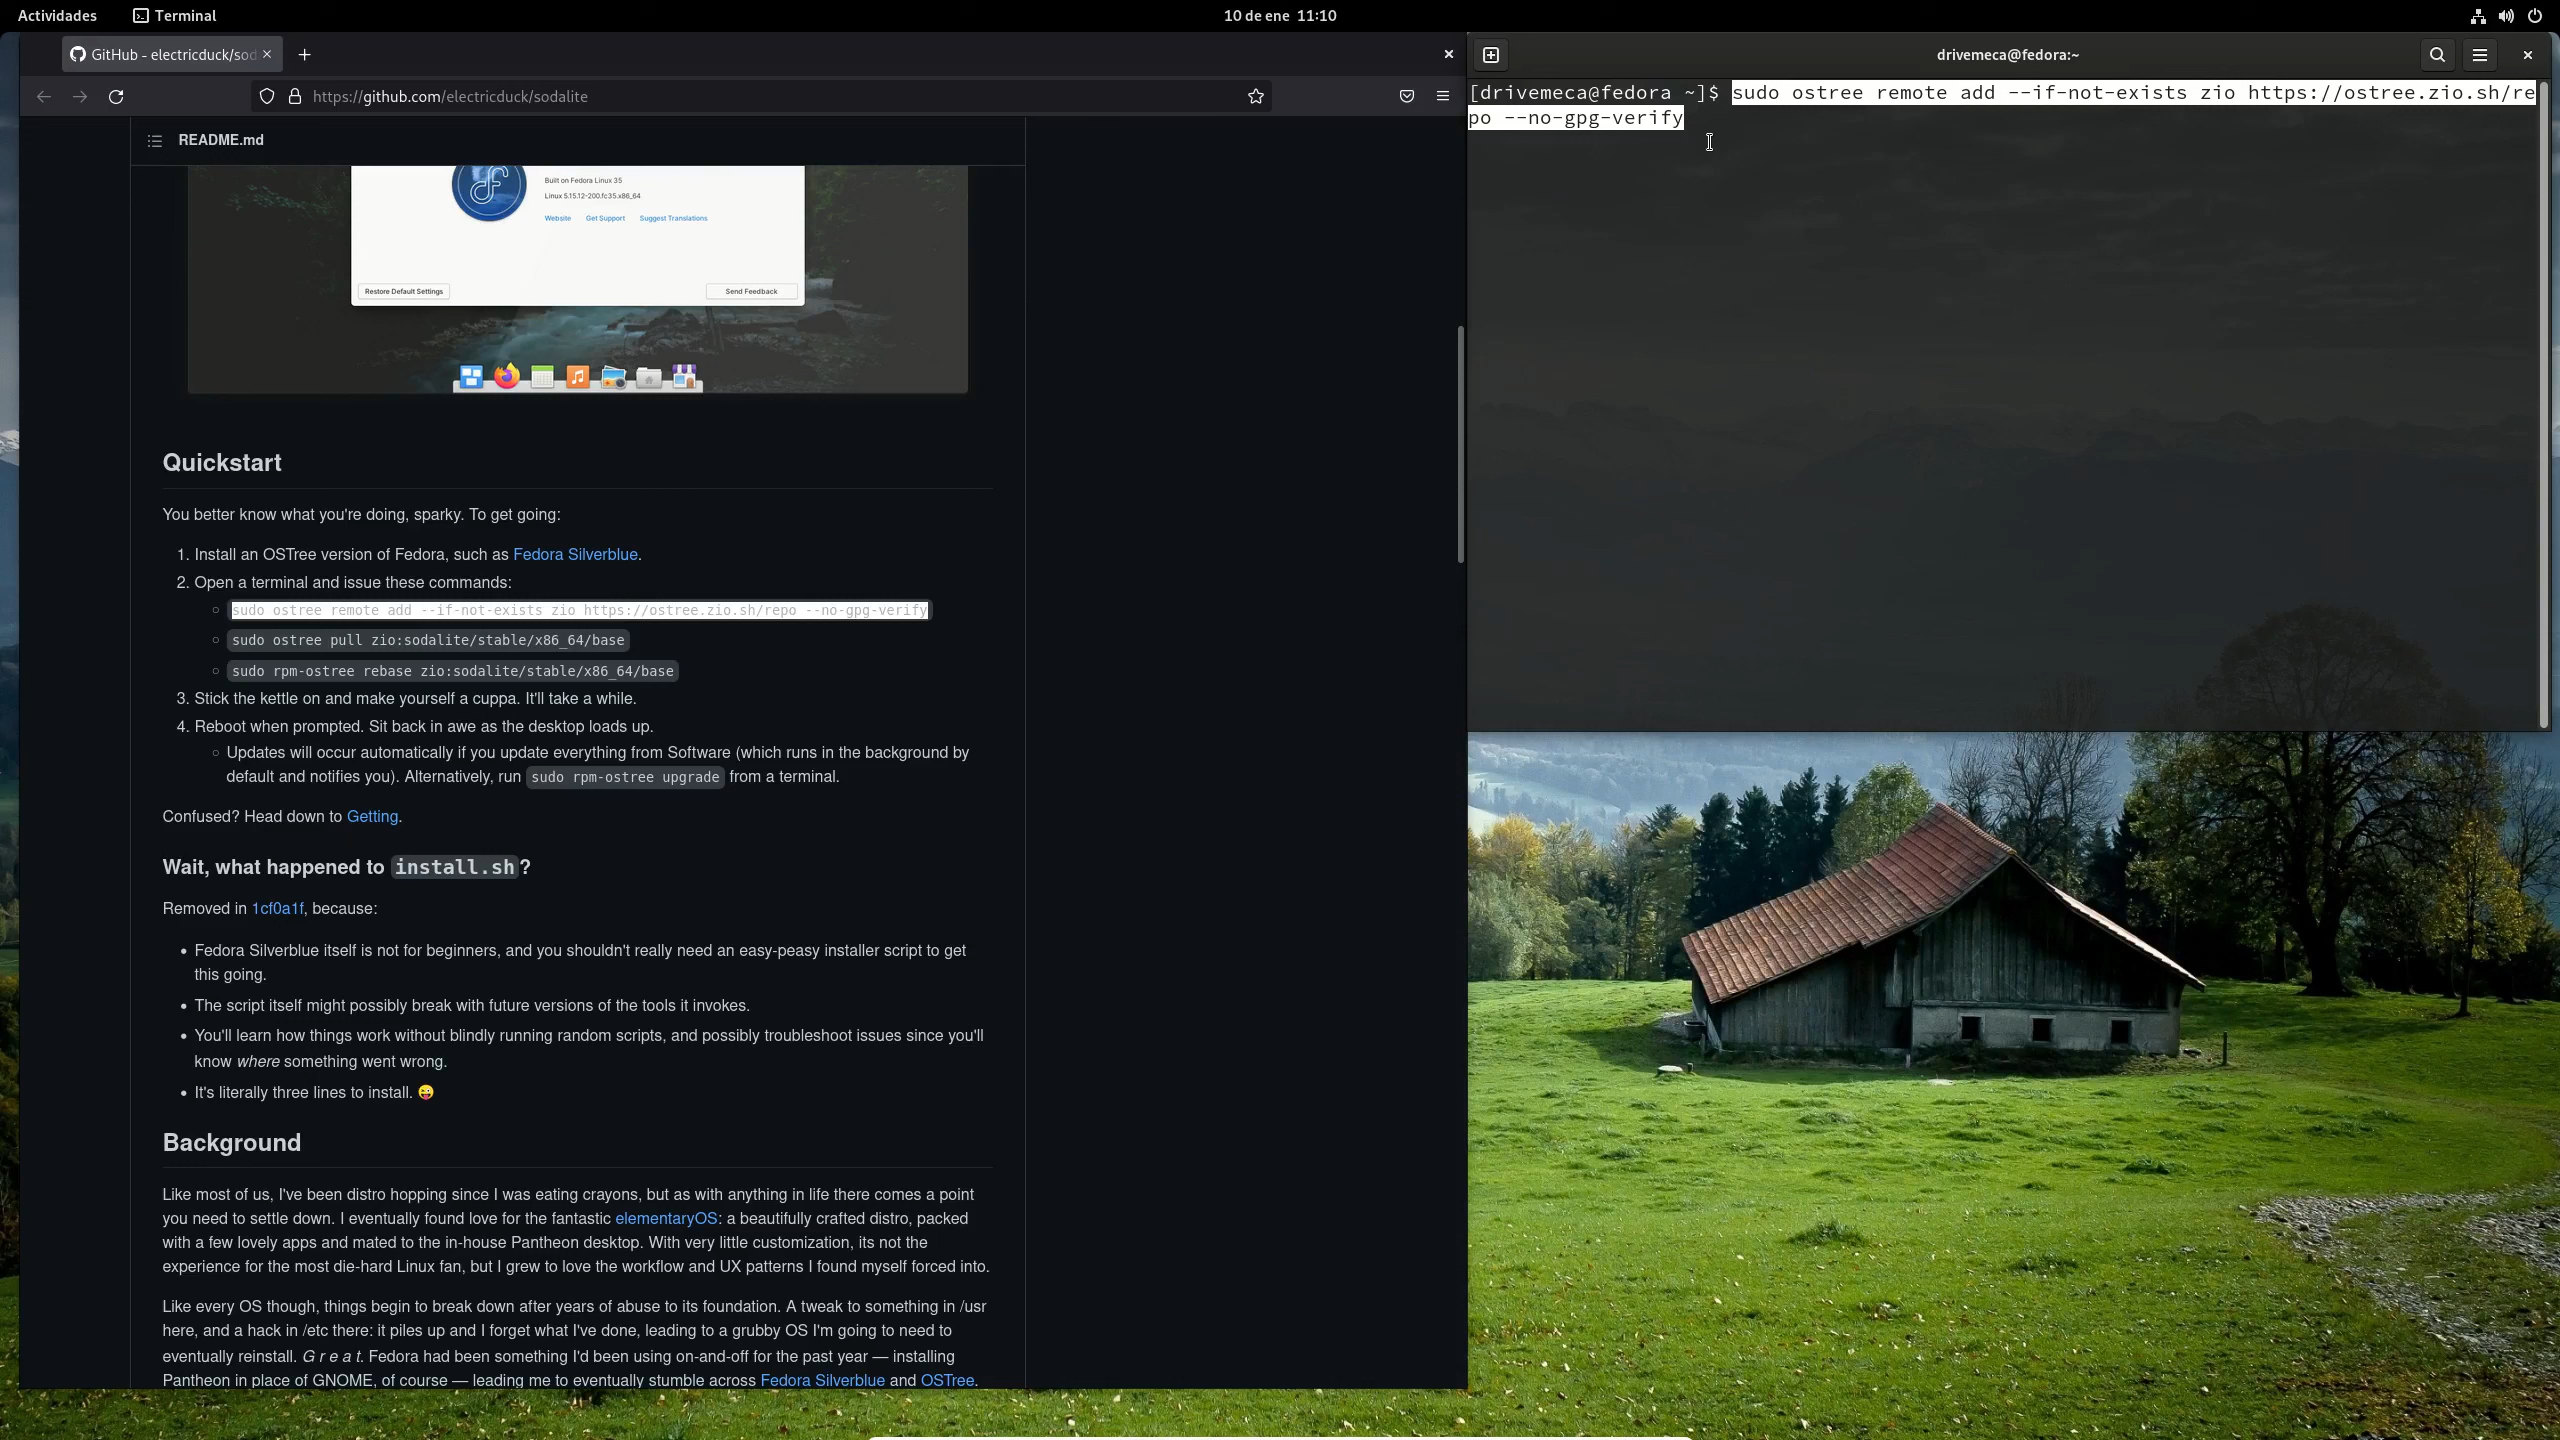 Actividades
Terminal
10 de ene 11:10
GitHub - electricduck/sod
https://github.com/electricduck/sodalite
README.md
Built on Fedora Linux 35
Linux 5.15.12-200.fc35.x86_64
Website Get Support Suggest Translations
Restore Default Settings
Send Feedback
Quickstart
You better know what you're doing, sparky. To get going:
1. Install an OSTree version of Fedora, such as Fedora Silverblue.
2. Open a terminal and issue these commands:
sudo ostree remote add --if-not-exists zio https://ostree.zio.sh/repo --no-gpg-verify
sudo ostree pull zio:sodalite/stable/x86_64/base
sudo rpm-ostree rebase zio:sodalite/stable/x86_64/base
3. Stick the kettle on and make yourself a cuppa. It'll take a while.
4. Reboot when prompted. Sit back in awe as the desktop loads up.
Updates will occur automatically if you update everything from Software (which runs in the background by
default and notifies you). Alternatively, run sudo rpm-ostree upgrade from a terminal.
Confused? Head down to Getting.
Wait, what happened to install.sh?
Removed in 1cf0a1f, because:
• Fedora Silverblue itself is not for beginners, and you shouldn't really need an easy-peasy installer script to get
this going.
• The script itself might possibly break with future versions of the tools it invokes.
• You'll learn how things work without blindly running random scripts, and possibly troubleshoot issues since you'll
know where something went wrong.
• It's literally three lines to install. 😜
Background
Like most of us, I've been distro hopping since I was eating crayons, but as with anything in life there comes a point
you need to settle down. I eventually found love for the fantastic elementaryOS: a beautifully crafted distro, packed
with a few lovely apps and mated to the in-house Pantheon desktop. With very little customization, its not the
experience for the most die-hard Linux fan, but I grew to love the workflow and UX patterns I found myself forced into.
Like every OS though, things begin to break down after years of abuse to its foundation. A tweak to something in /usr
here, and a hack in /etc there: it piles up and I forget what I've done, leading to a grubby OS I'm going to need to
eventually reinstall. G r e a t. Fedora had been something I'd been using on-and-off for the past year — installing
Pantheon in place of GNOME, of course — leading me to eventually stumble across Fedora Silverblue and OSTree.
drivemeca@fedora:~
[drivemeca@fedora ~]$ sudo ostree remote add --if-not-exists zio https://ostree.zio.sh/re
po --no-gpg-verify